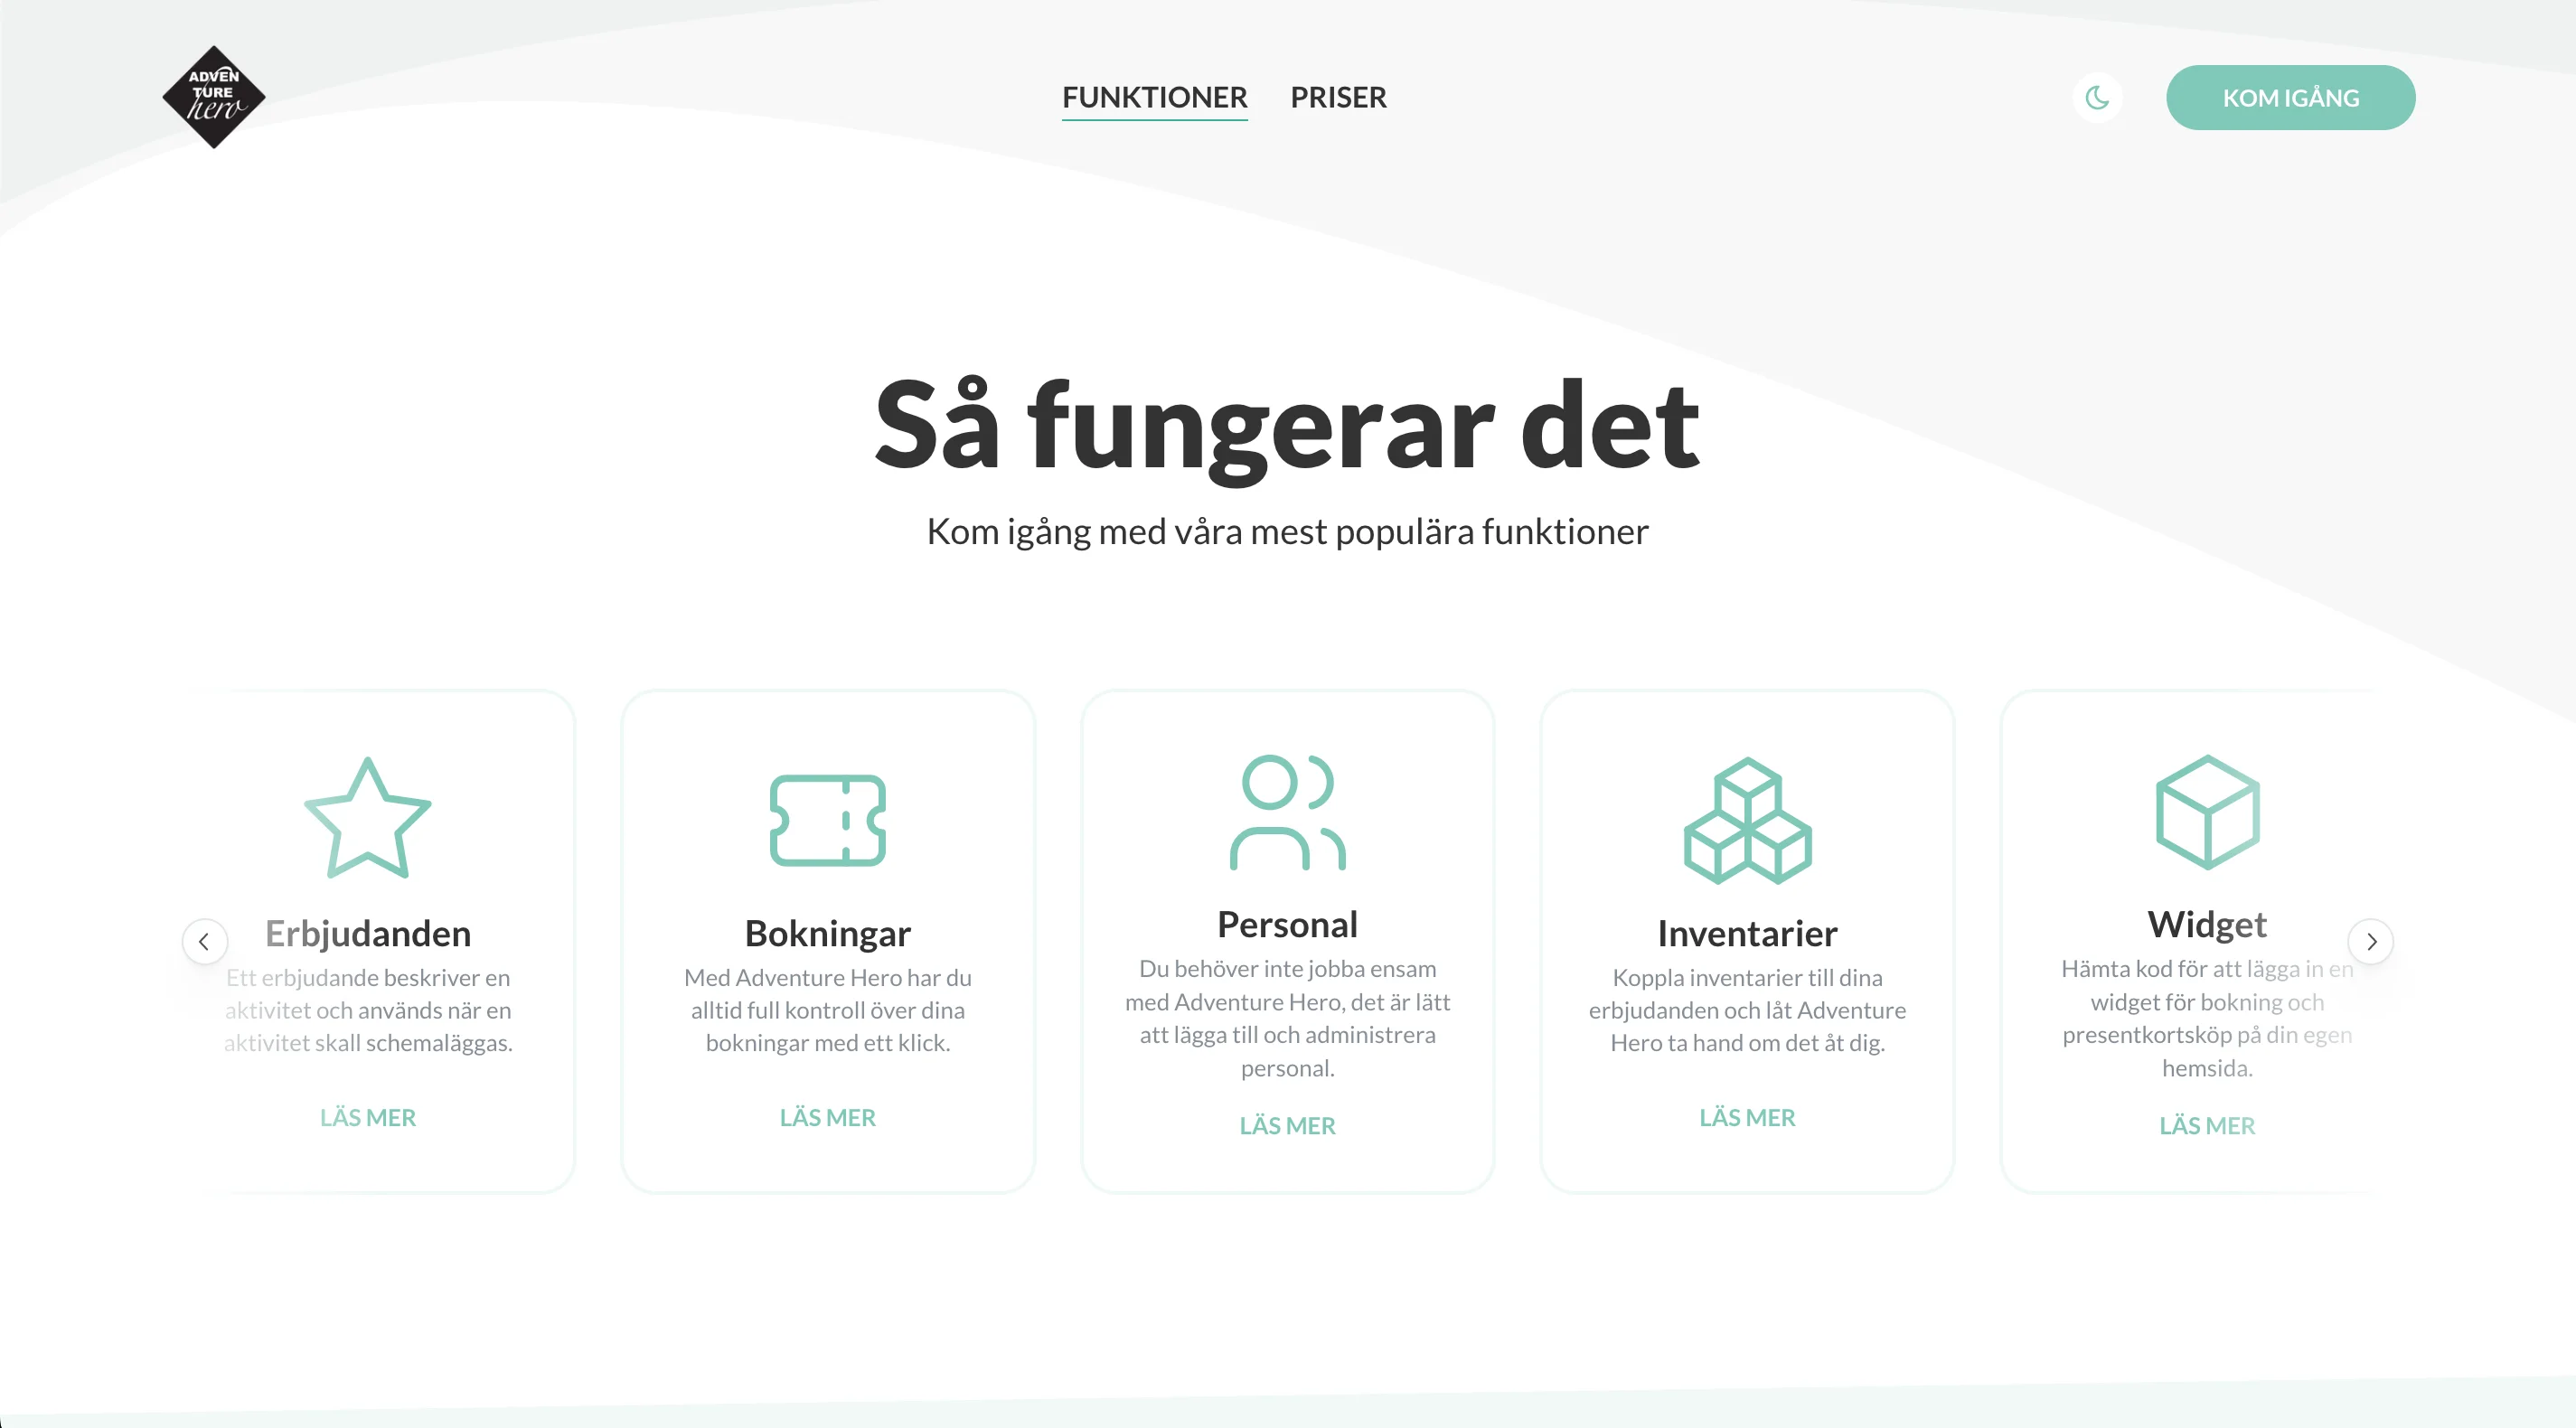 ADVEN
TURE
hero
FUNKTIONER
PRISER
KOM IGÅNG
Så fungerar det
Kom igång med våra mest populära funktioner
Erbjudanden
Ett erbjudande beskriver en
aktivitet och används när en
aktivitet skall schemaläggas.
LÄS MER
Bokningar
Med Adventure Hero har du
alltid full kontroll över dina
bokningar med ett klick.
LÄS MER
Personal
Du behöver inte jobba ensam
med Adventure Hero, det är lätt
att lägga till och administrera
personal.
LÄS MER
Inventarier
Koppla inventarier till dina
erbjudanden och låt Adventure
Hero ta hand om det åt dig.
LÄS MER
Widget
Hämta kod för att lägga in en
widget för bokning och
presentkortsköp på din egen
hemsida.
LÄS MER